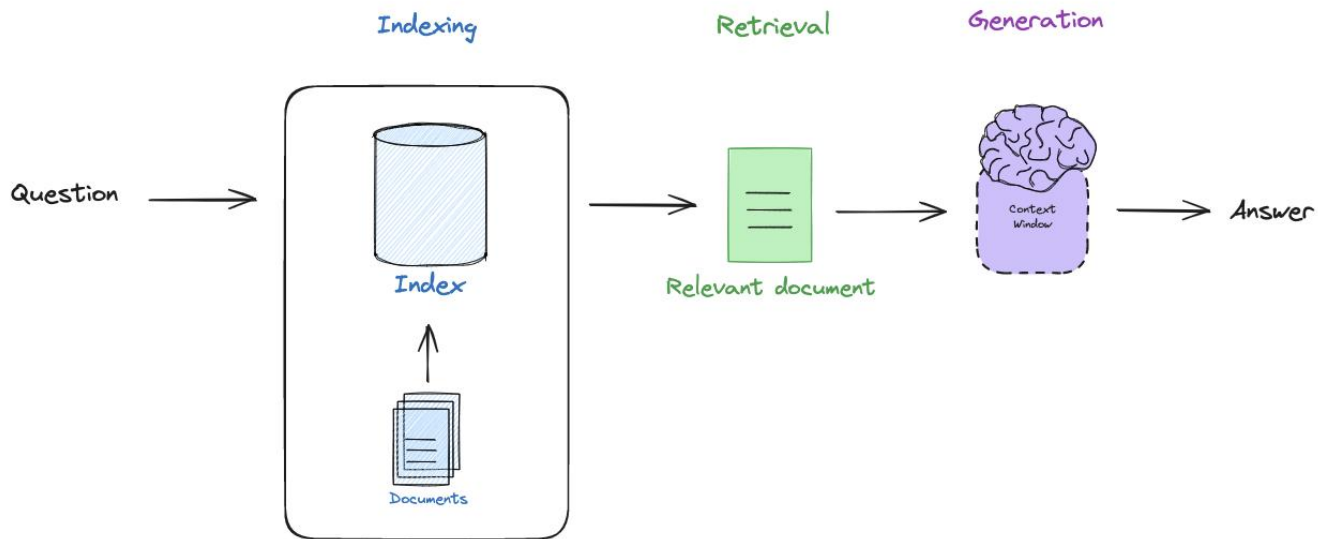 Indexing
Retrieval
Generation
Question
Index
Documents
Relevant document
Context
Window
Answer